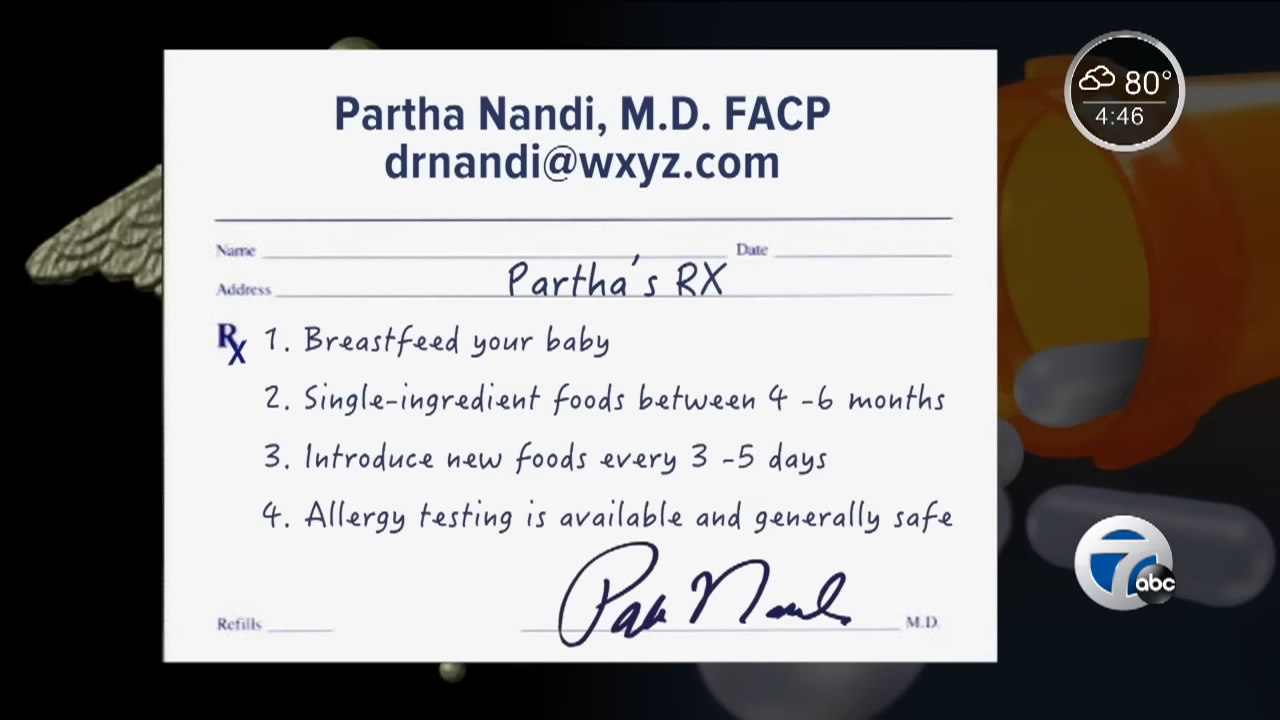 Partha Nandi, M.D. FACP
drnandi@wxyz.com
80°
4:46
Name Date
Partha's RX
Address
Rx 1. Breastfeed your baby
2. Single-ingredient foods between 4 -6 months
3. Introduce new foods every 3 -5 days
4. Allergy testing is available and generally safe
7 abc
Refills M.D.